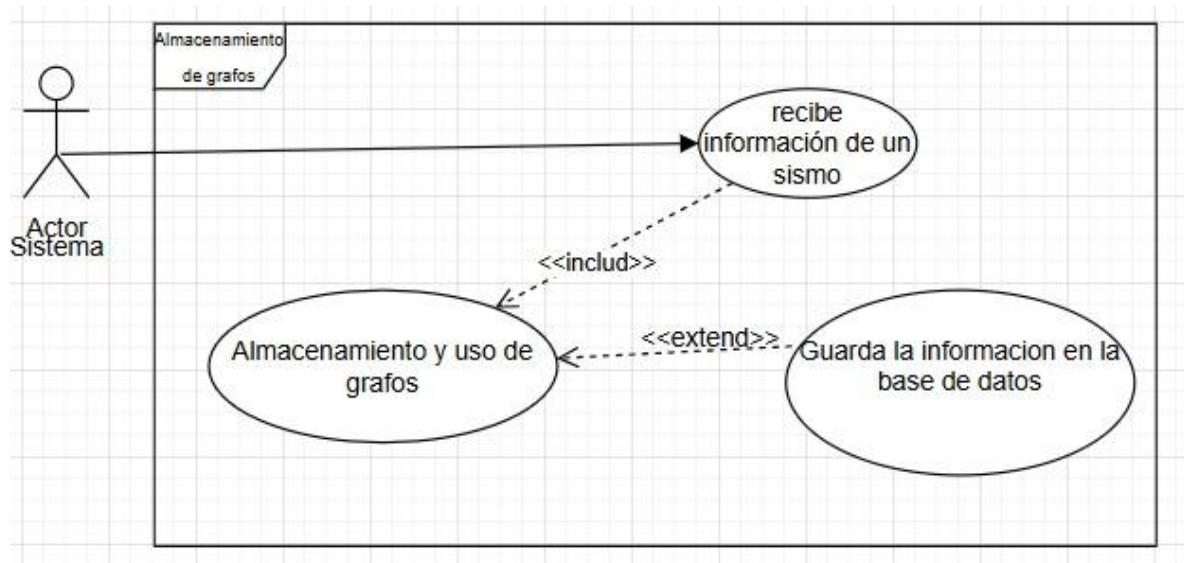 Almacenamiento
de grafos
recibe
información de un
sismo
Actor
Sistema
<<includ>>
<<extend>>
Almacenamiento y uso de
grafos
Guarda la informacion en la
base de datos